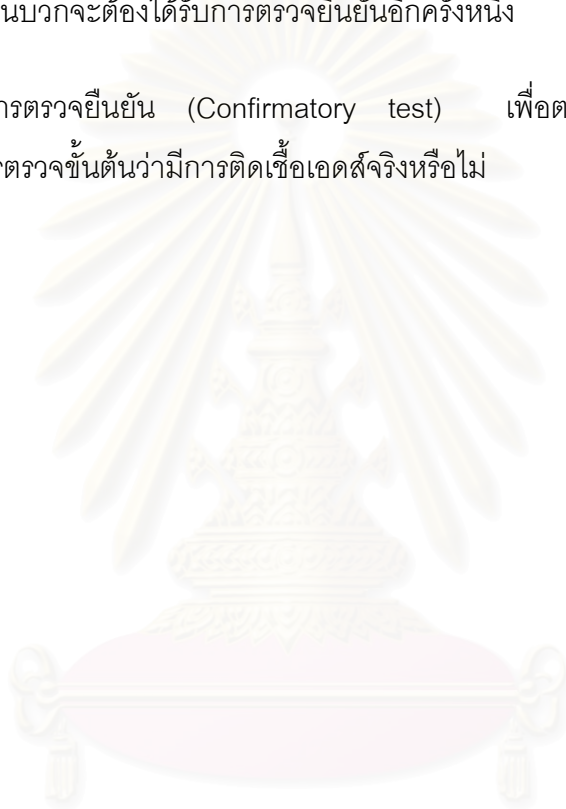 นบวกจะต้องได้รับการตรวจยืนยันอีกครั้งหนึ่ง
ารตรวจยืนยัน (Confirmatory test) เพื่อต
รตรวจขั้นต้นว่ามีการติดเชื้อเอดส์จริงหรือไม่